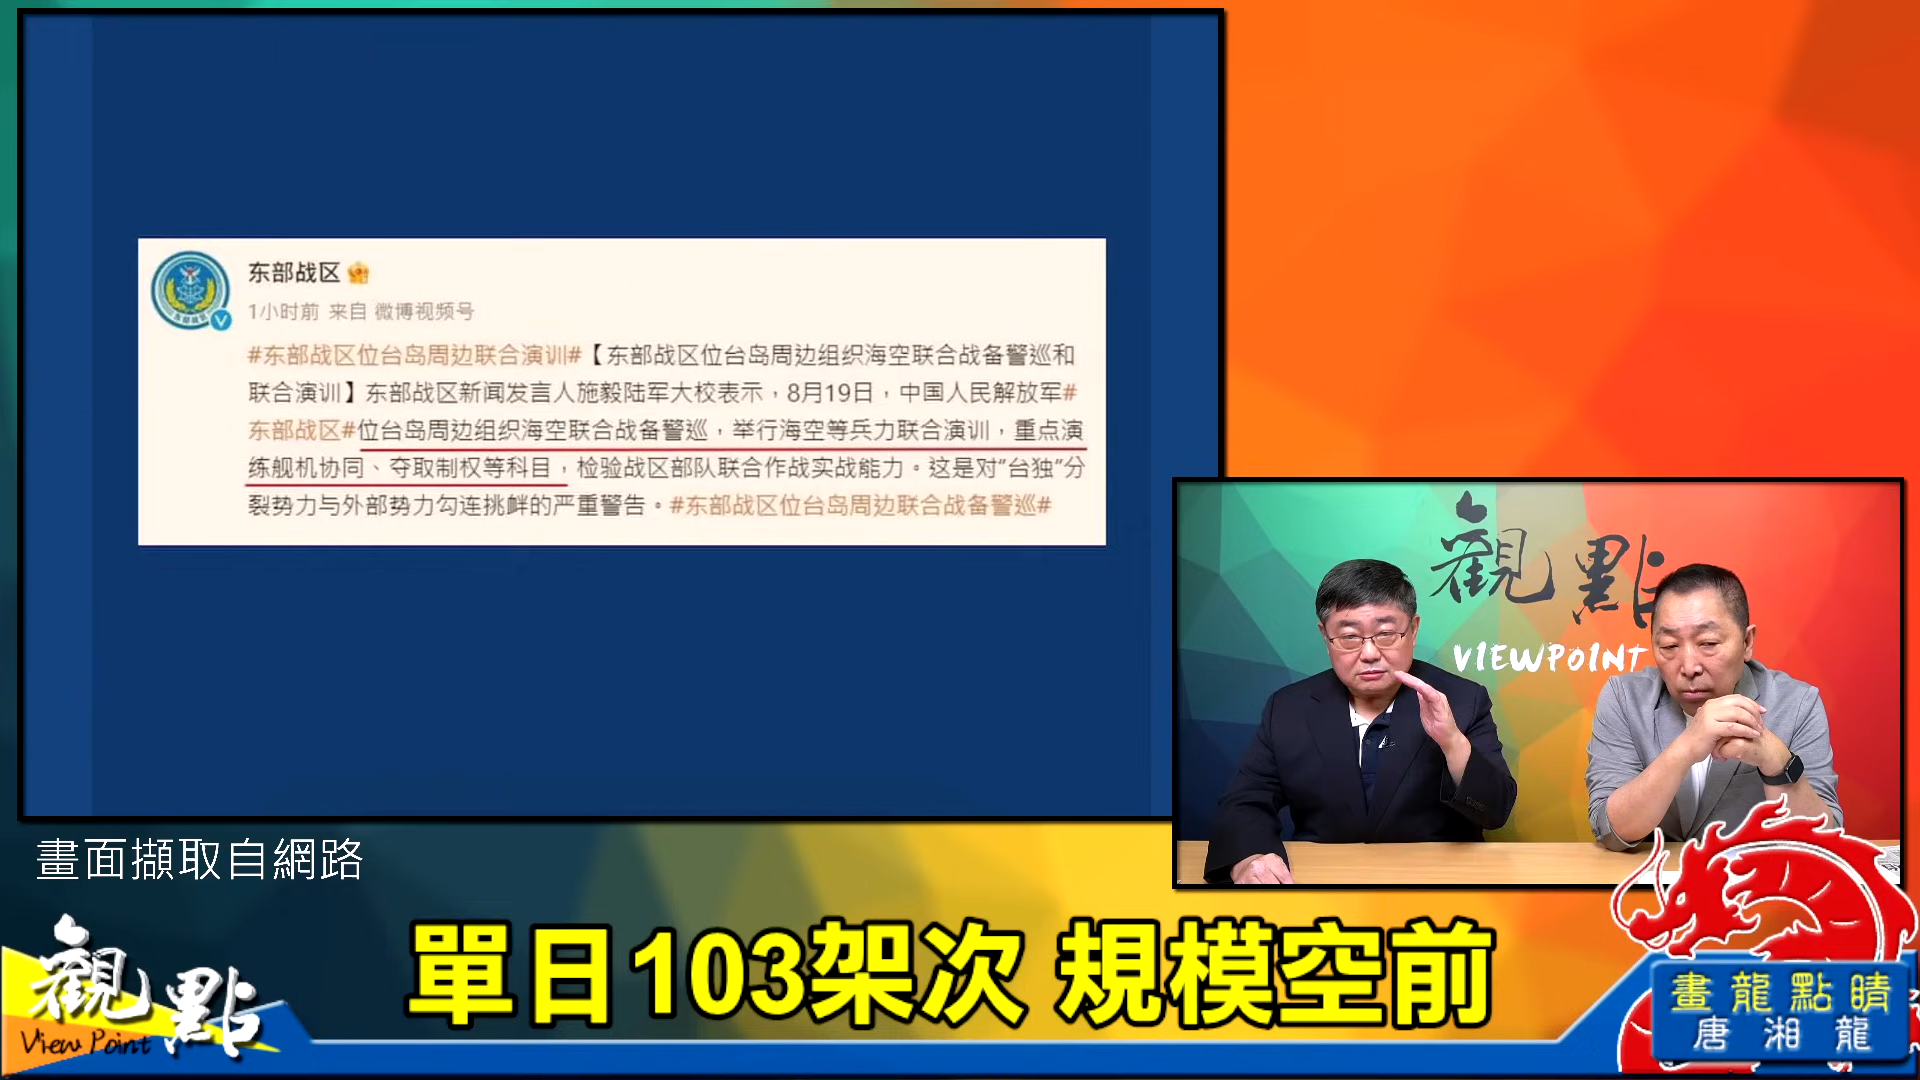 东部战区
1小时前 来自 微博视频号
#东部战区位台岛周边联合演训#【东部战区位台岛周边组织海空联合战备警巡和
联合演训】东部战区新闻发言人施毅陆军大校表示，8月19日，中国人民解放军#
东部战区#位台岛周边组织海空联合战备警巡，举行海空等兵力联合演训，重点演
练舰机协同、夺取制权等科目，检验战区部队联合作战实战能力。这是对“台独”分
裂势力与外部势力勾连挑衅的严重警告。#东部战区位台岛周边联合战备警巡#
觀點
VIEWPOINT
畫面擷取自網路
單日103架次 規模空前
觀點
View Point
畫龍點睛
唐湘龍